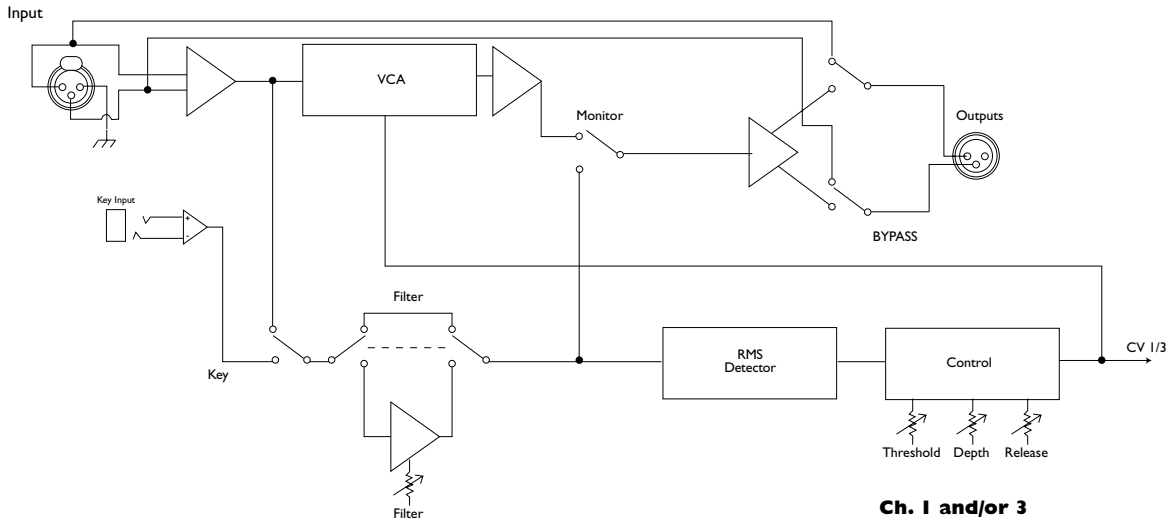 Input
VCA
Monitor
Outputs
Key Input
+
-
BYPASS
Filter
Key
RMS
Detector
Control
CV 1/3
Threshold
Depth
Release
Filter
Ch. 1 and/or 3